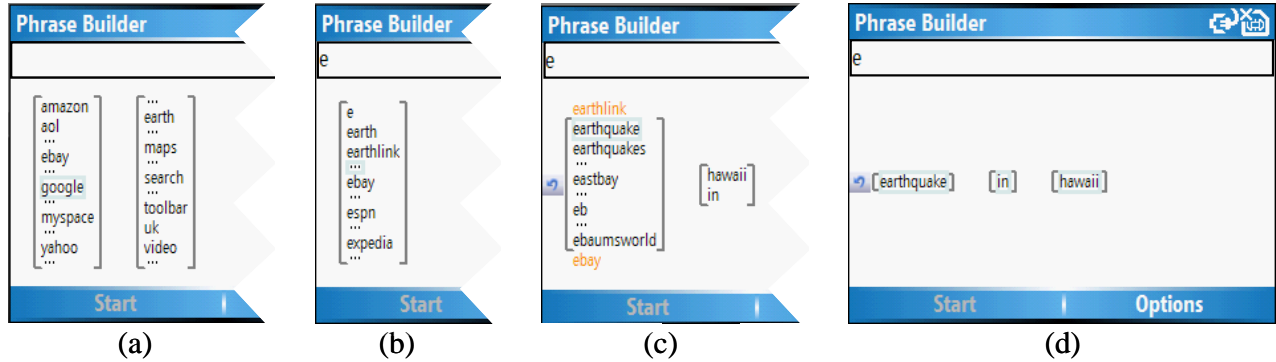 Phrase Builder
amazon
aol
...
ebay
...
google
...
myspace
...
yahoo
...
...
earth
...
maps
...
search
...
toolbar
uk
video
...
Start
(a)
Phrase Builder
e
e
earth
earthlink
...
ebay
...
espn
...
expedia
...
Start
(b)
Phrase Builder
e
earthlink
earthquake
earthquakes
...
eastbay
...
eb
...
ebaumsworld
ebay
hawaii
in
Start
(c)
Phrase Builder
e
[earthquake] [in] [hawaii]
Start Options
(d)